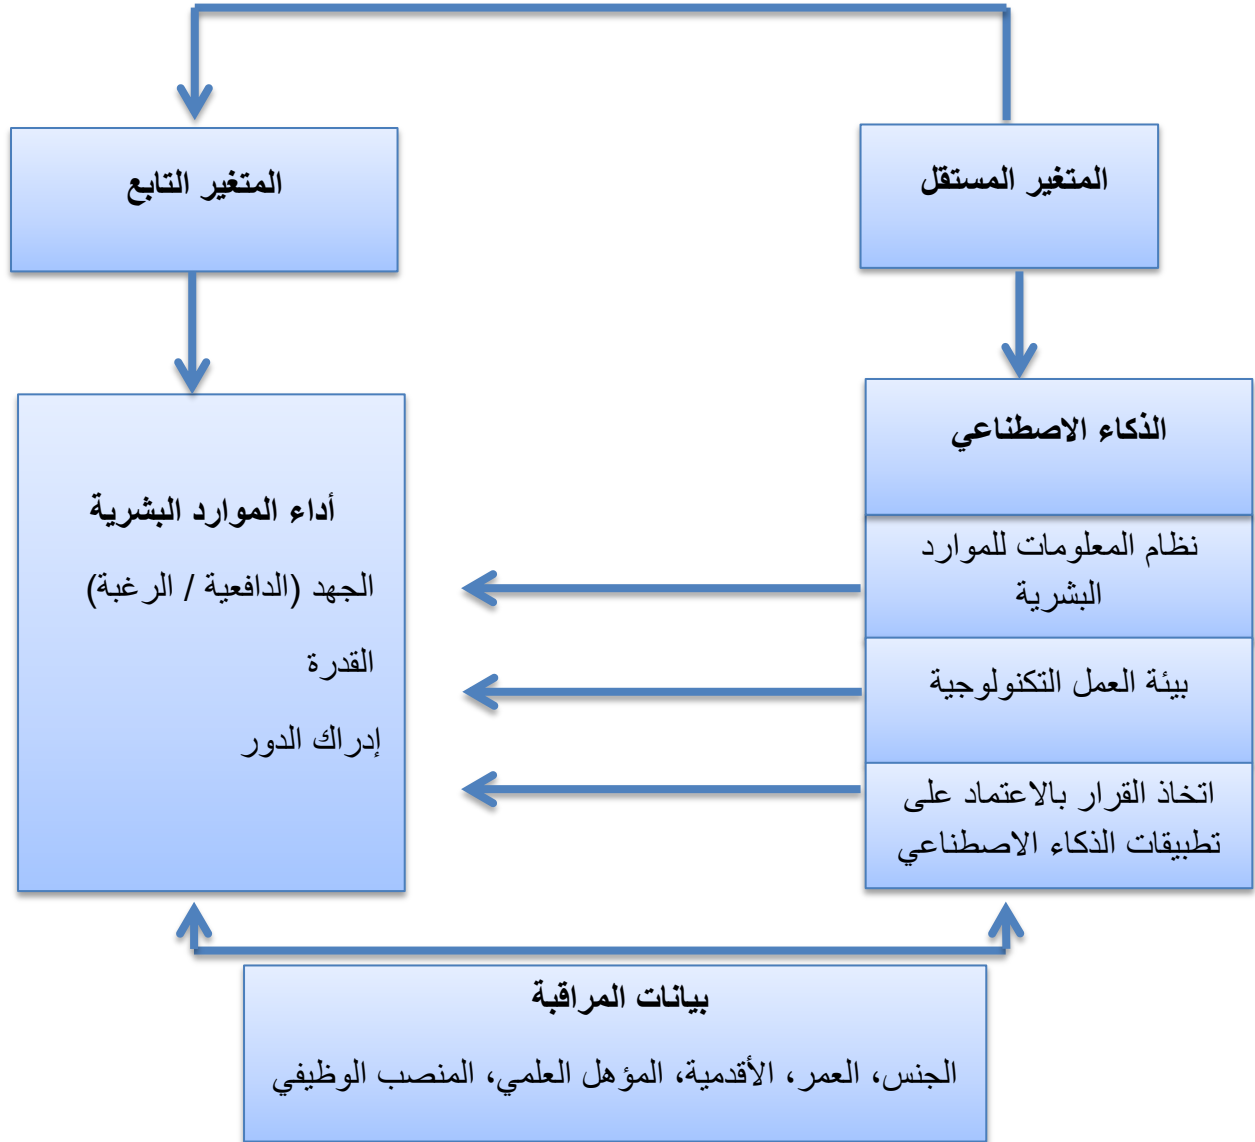 المتغير المستقل
المتغير التابع
الذكاء الاصطناعي
نظام المعلومات للموارد
البشرية
بيئة العمل التكنولوجية
اتخاذ القرار بالاعتماد على
تطبيقات الذكاء الاصطناعي
أداء الموارد البشرية
الجهد (الدافعية / الرغبة)
القدرة
إدراك الدور
بيانات المراقبة
الجنس، العمر، الأقدمية، المؤهل العلمي، المنصب الوظيفي